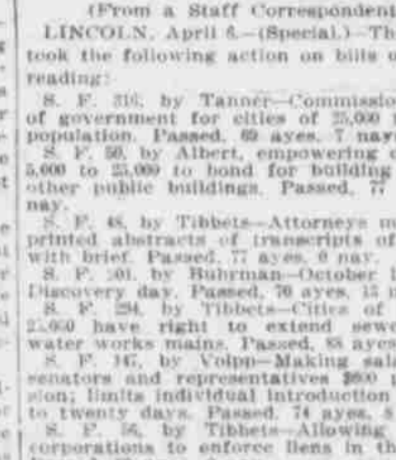 (From a Staff Correspondent
LINCOLN, April 6.—(Special.)—Th
took the following action on bills o
reading:
S. F. 316, by Tanner—Commissio
of government for cities of 25,000
population. Passed, 69 ayes, 7 nay
S. F. 50, by Albert, empowering
5,000 to 25,000 to bond for building
other public buildings. Passed, 77
nay.
S. F. 48, by Tibbets—Attorneys m
printed abstracts of transcripts of
with brief. Passed, 77 ayes, 0 nay.
S. F. 301, by Buhrman—October 1
Discovery day. Passed, 70 ayes, 13 n
S. F. 294, by Tibbets—Cities of
25,000 have right to extend sewe
water works mains. Passed, 88 ayes
S. F. 147, by Volpp—Making sala
senators and representatives $600 p
sion; limits individual introduction
to twenty days. Passed, 74 ayes, 8
S. F. 56, by Tibbets—Allowing
corporations to enforce liens in th